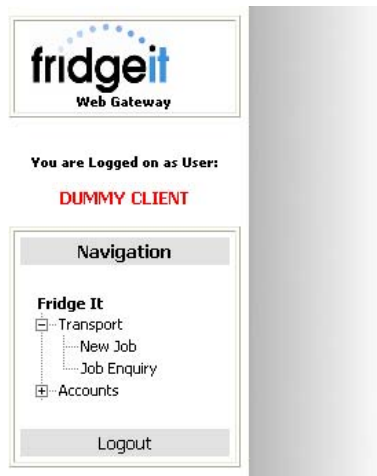 fridgeit
Web Gateway
You are Logged on as User:
DUMMY CLIENT
Navigation
Fridge It
Transport
New Job
Job Enquiry
Accounts
Logout